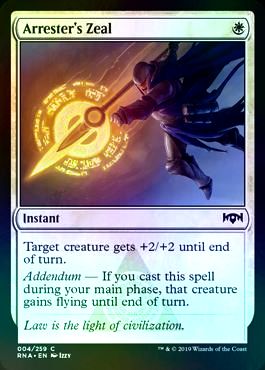 Arrester's Zeal
Instant
Target creature gets +2/+2 until end
of turn.
Addendum — If you cast this spell
during your main phase, that creature
gains flying until end of turn.
Law is the light of civilization.
004/259 C
RNA • EN Izzy
™ & © 2019 Wizards of the Coast